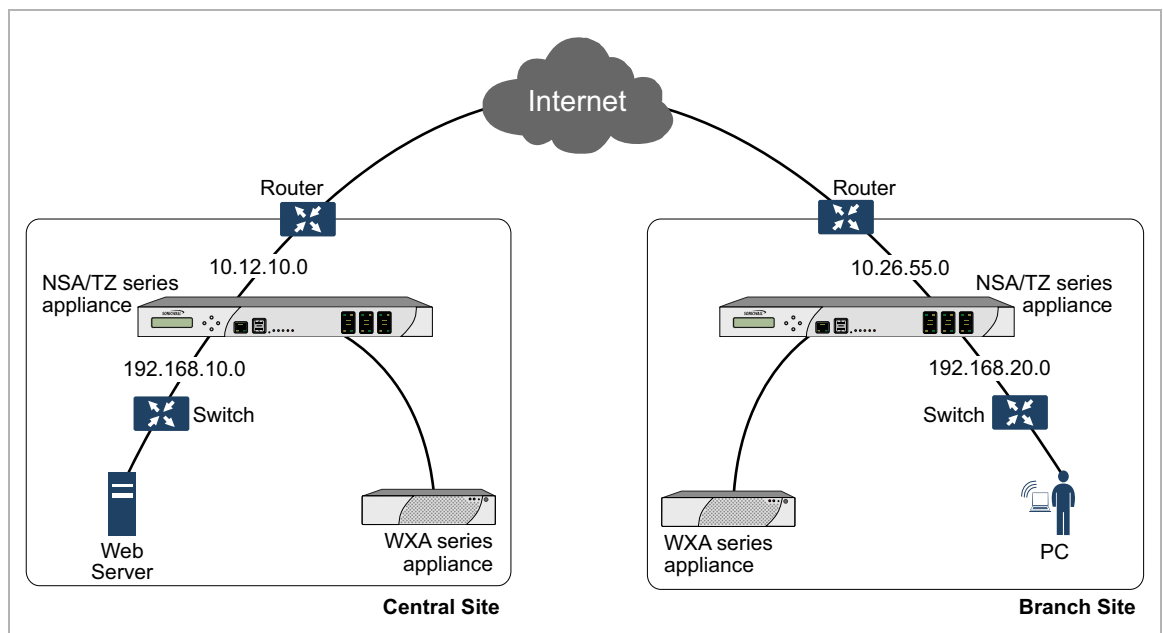 Internet
Router
Router
10.12.10.0
10.26.55.0
NSA/TZ series
appliance
NSA/TZ series
appliance
SONICWALL
SONICWALL
192.168.10.0
192.168.20.0
Switch
Switch
Web
Server
WXA series
appliance
WXA series
appliance
PC
Central Site
Branch Site